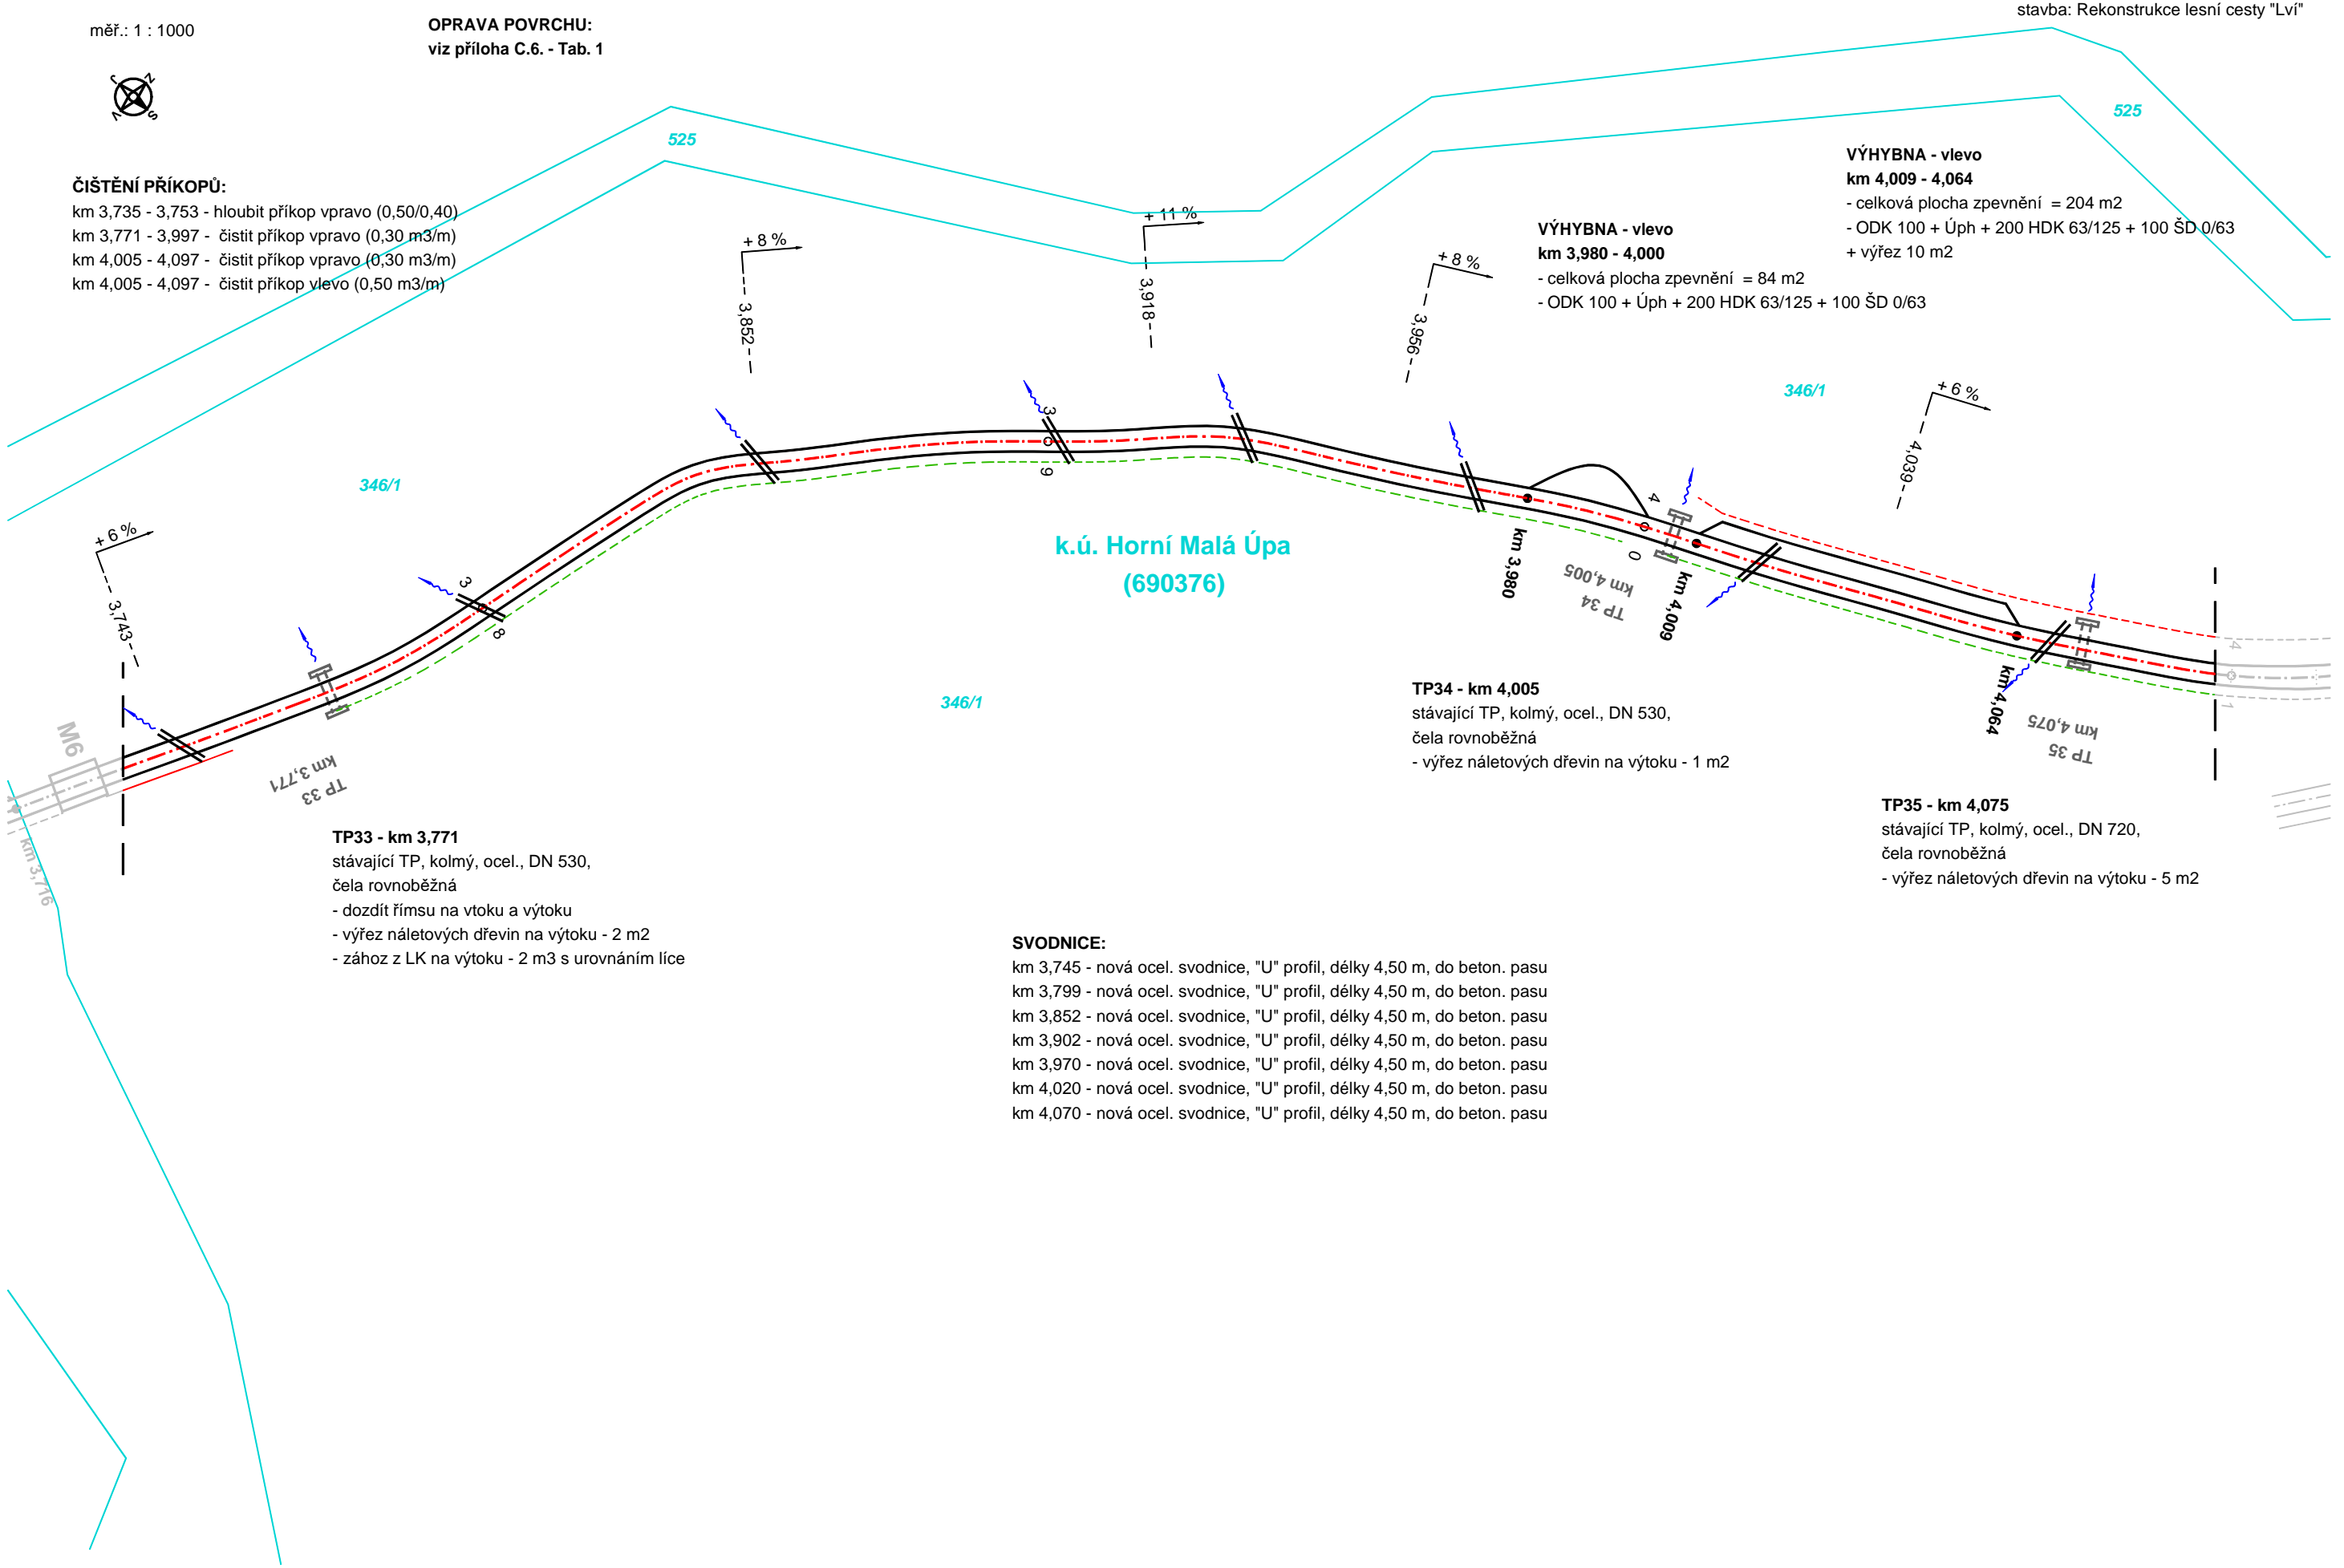 měř.: 1 : 1000
OPRAVA POVRCHU:
viz příloha C.6. - Tab. 1
stavba: Rekonstrukce lesní cesty "Lví"
J
Z
V
S
ČIŠTĚNÍ PŘÍKOPŮ:
km 3,735 - 3,753 - hloubit příkop vpravo (0,50/0,40)
km 3,771 - 3,997 - čistit příkop vpravo (0,30 m3/m)
km 4,005 - 4,097 - čistit příkop vpravo (0,30 m3/m)
km 4,005 - 4,097 - čistit příkop vlevo (0,50 m3/m)
525
525
VÝHYBNA - vlevo
km 4,009 - 4,064
- celková plocha zpevnění = 204 m2
- ODK 100 + Úph + 200 HDK 63/125 + 100 ŠD 0/63
+ výřez 10 m2
VÝHYBNA - vlevo
km 3,980 - 4,000
- celková plocha zpevnění = 84 m2
- ODK 100 + Úph + 200 HDK 63/125 + 100 ŠD 0/63
+ 8 %
3,852
+ 11 %
3,918
+ 8 %
3,956
+ 6 %
4,039
+ 6 %
3,743
346/1
346/1
346/1
3
8
3
9
4
0
4
1
k.ú. Horní Malá Úpa
(690376)
km 3,980
km 4,009
km 4,064
TP 34
km 4,005
TP 35
km 4,075
TP 33
km 3,771
M6
km 3,716
TP34 - km 4,005
stávající TP, kolmý, ocel., DN 530,
čela rovnoběžná
- výřez náletových dřevin na výtoku - 1 m2
TP35 - km 4,075
stávající TP, kolmý, ocel., DN 720,
čela rovnoběžná
- výřez náletových dřevin na výtoku - 5 m2
TP33 - km 3,771
stávající TP, kolmý, ocel., DN 530,
čela rovnoběžná
- dozdít římsu na vtoku a výtoku
- výřez náletových dřevin na výtoku - 2 m2
- zához z LK na výtoku - 2 m3 s urovnáním líce
SVODNICE:
km 3,745 - nová ocel. svodnice, "U" profil, délky 4,50 m, do beton. pasu
km 3,799 - nová ocel. svodnice, "U" profil, délky 4,50 m, do beton. pasu
km 3,852 - nová ocel. svodnice, "U" profil, délky 4,50 m, do beton. pasu
km 3,902 - nová ocel. svodnice, "U" profil, délky 4,50 m, do beton. pasu
km 3,970 - nová ocel. svodnice, "U" profil, délky 4,50 m, do beton. pasu
km 4,020 - nová ocel. svodnice, "U" profil, délky 4,50 m, do beton. pasu
km 4,070 - nová ocel. svodnice, "U" profil, délky 4,50 m, do beton. pasu